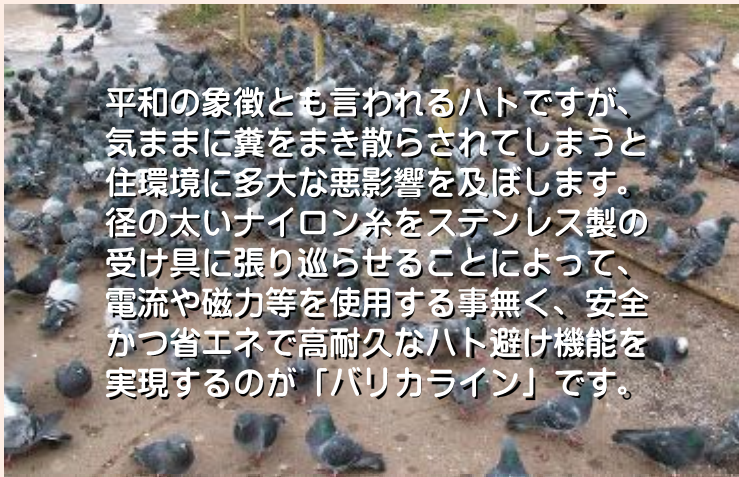 平和の象徴とも言われるハトですが、
気ままに糞をまき散らされてしまうと
住環境に多大な悪影響を及ぼします。
径の太いナイロン糸をステンレス製の
受け具に張り巡らせることによって、
電流や磁力等を使用する事無く、安全
かつ省エネで高耐久なハト避け機能を
実現するのが「バリカライン」です。